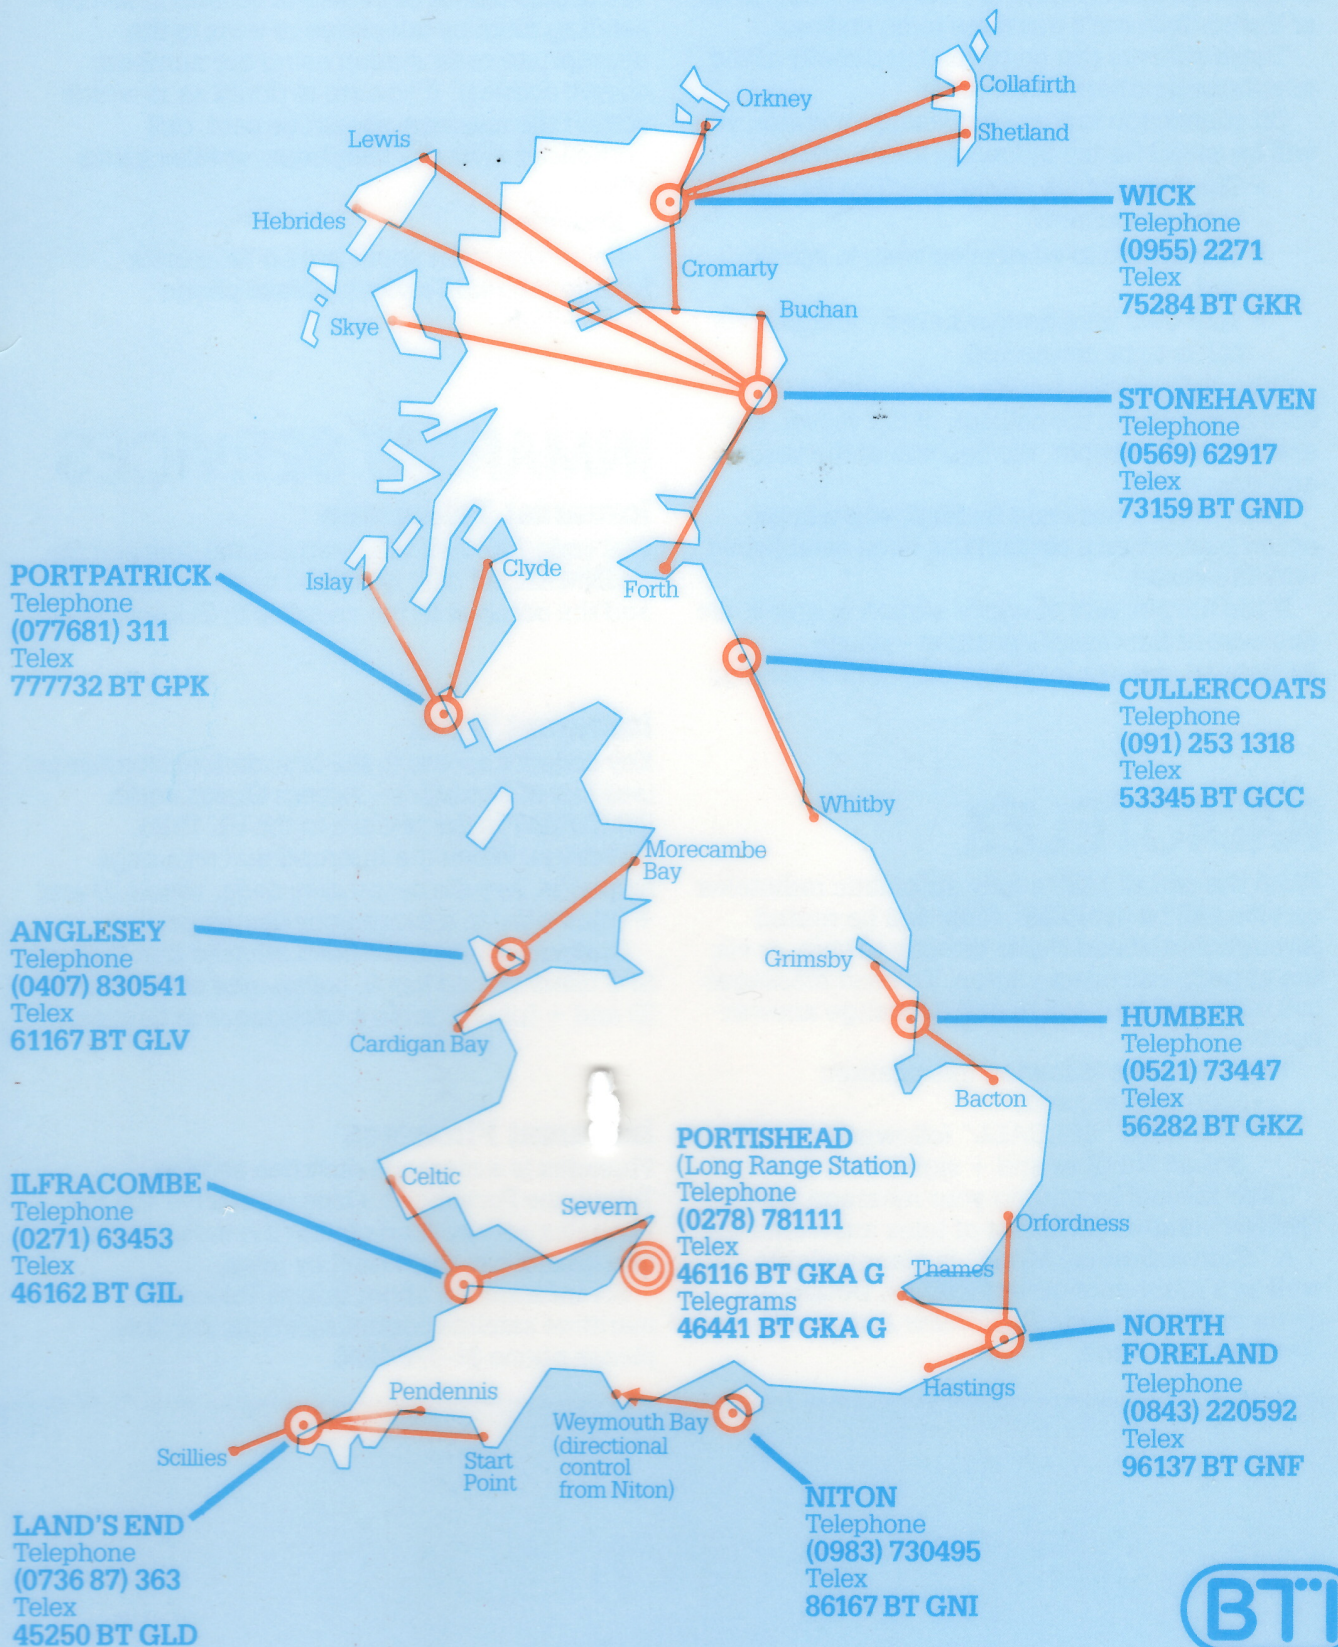 Collafirth
Orkney
Shetland
Lewis
Hebrides
WICK
Telephone
(0955) 2271
Telex
75284 BT GKR
Cromarty
Buchan
Skye
STONEHAVEN
Telephone
(0569) 62917
Telex
73159 BT GND
PORTPATRICK
Telephone
(077681) 311
Telex
777732 BT GPK
Islay
Clyde
Forth
CULLERCOATS
Telephone
(091) 253 1318
Telex
53345 BT GCC
Whitby
Morecambe
Bay
ANGLESEY
Telephone
(0407) 830541
Telex
61167 BT GLV
Cardigan Bay
Grimsby
HUMBER
Telephone
(0521) 73447
Telex
56282 BT GKZ
Bacton
PORTISHEAD
(Long Range Station)
Telephone
(0278) 781111
Telex
46116 BT GKA G
Telegrams
46441 BT GKA G
ILFRACOMBE
Telephone
(0271) 63453
Telex
46162 BT GIL
Celtic
Severn
Orfordness
Thames
Hastings
NORTH
FORELAND
Telephone
(0843) 220592
Telex
96137 BT GNF
Pendennis
Scillies
Start
Point
Weymouth Bay
(directional
control
from Niton)
LAND'S END
Telephone
(0736 87) 363
Telex
45250 BT GLD
NITON
Telephone
(0983) 730495
Telex
86167 BT GNI
BTI